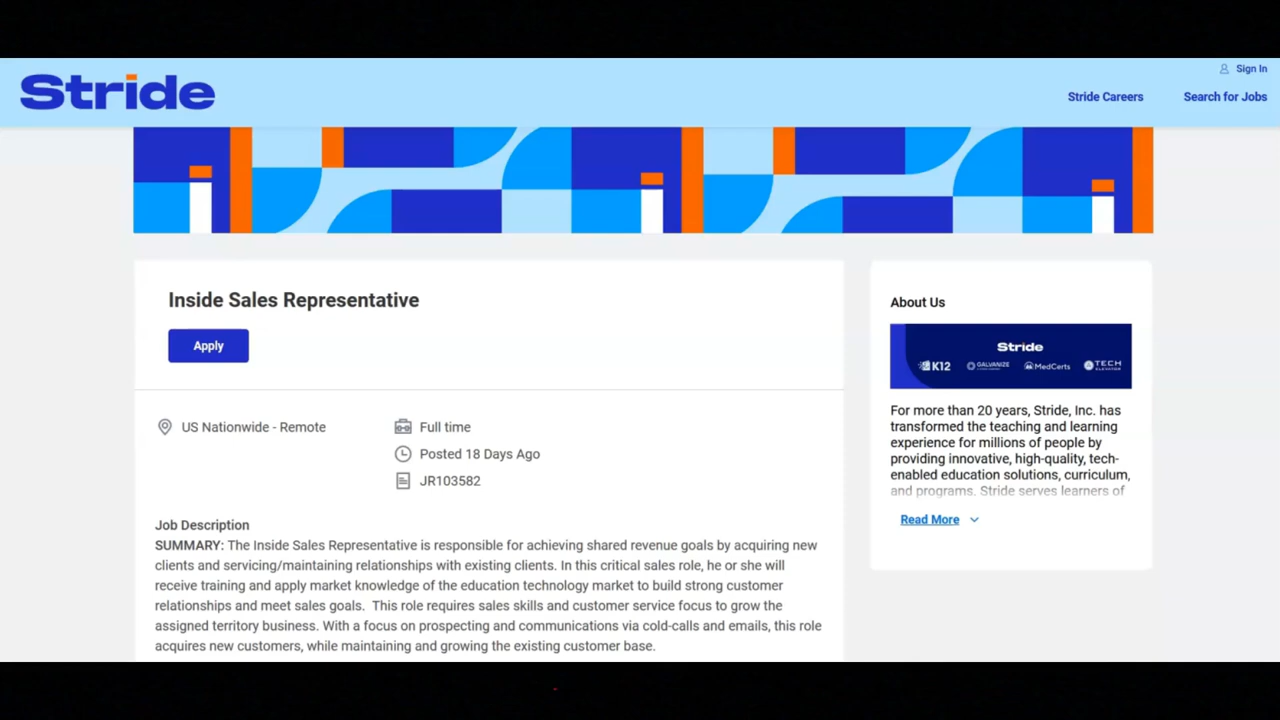 Stride
Sign In
Stride Careers
Search for Jobs
Inside Sales Representative
Apply
US Nationwide - Remote
Full time
Posted 18 Days Ago
JR103582
Job Description
SUMMARY: The Inside Sales Representative is responsible for achieving shared revenue goals by acquiring new
clients and servicing/maintaining relationships with existing clients. In this critical sales role, he or she will
receive training and apply market knowledge of the education technology market to build strong customer
relationships and meet sales goals. This role requires sales skills and customer service focus to grow the
assigned territory business. With a focus on prospecting and communications via cold-calls and emails, this role
acquires new customers, while maintaining and growing the existing customer base.
About Us
Stride
K12
GALVANIZE
MedCerts
TECH
ELEVATOR
For more than 20 years, Stride, Inc. has
transformed the teaching and learning
experience for millions of people by
providing innovative, high-quality, tech-
enabled education solutions, curriculum,
and programs. Stride serves learners of
Read More